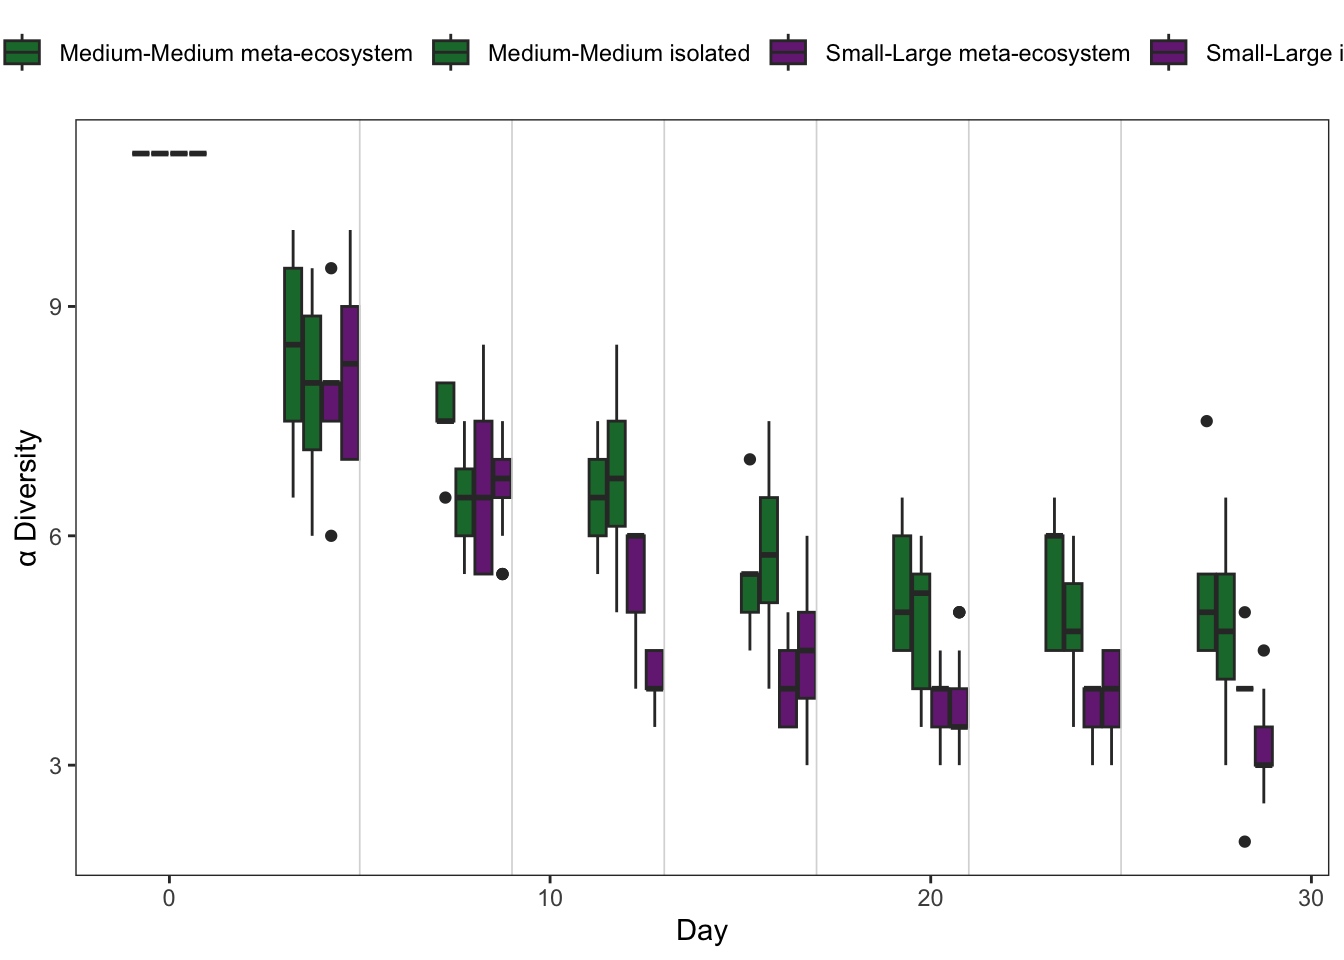 Medium-Medium meta-ecosystem Medium-Medium isolated Small-Large meta-ecosystem Small-Large i
9
6
3
α Diversity
0 10 20 30
Day